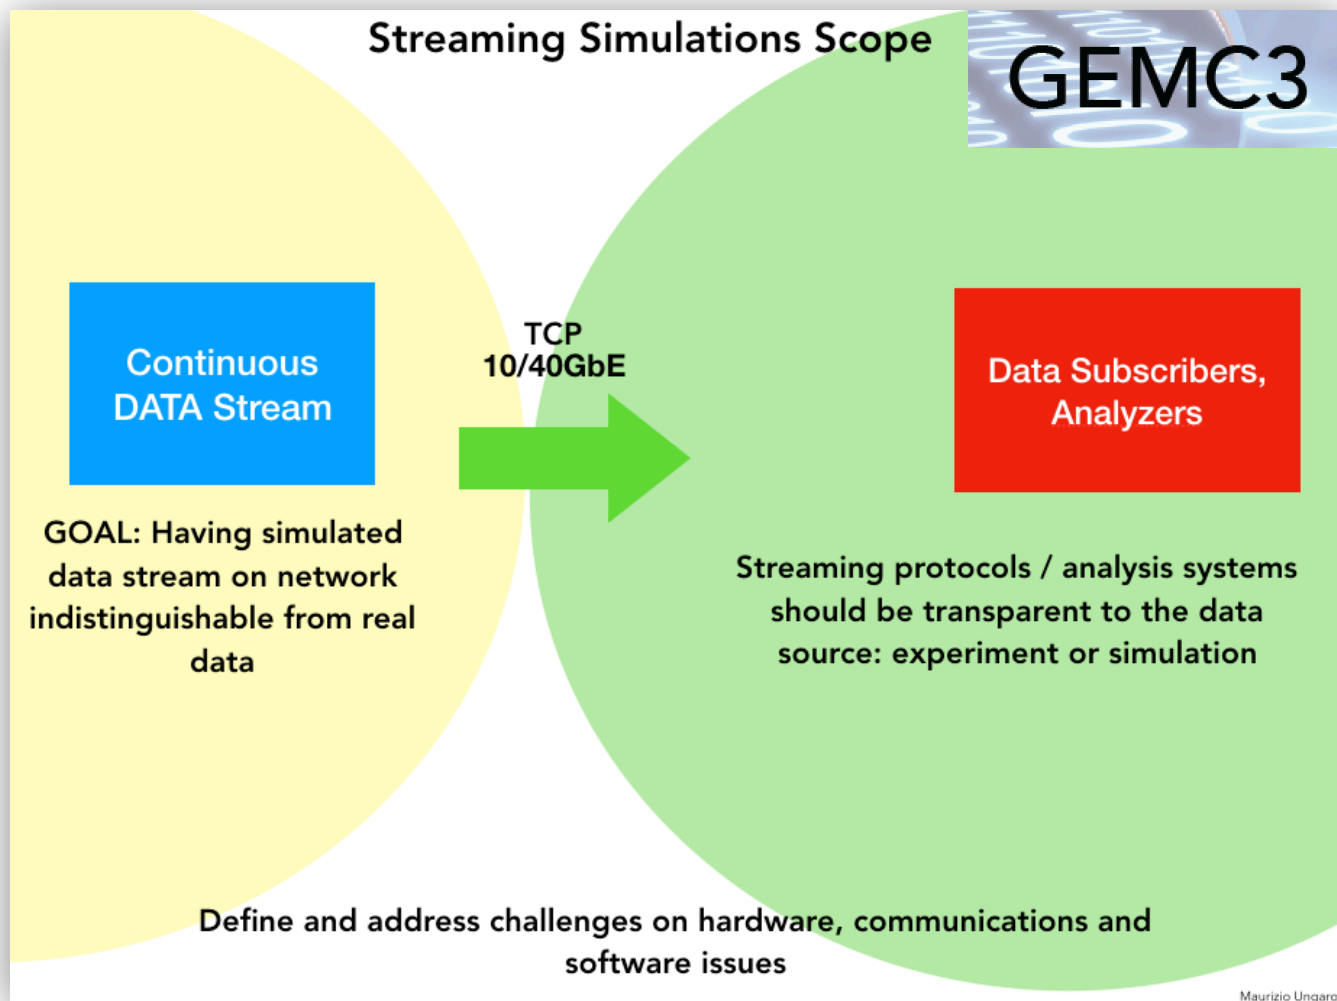 Streaming Simulations Scope
GEMC3
Continuous
DATA Stream
TCP
10/40GbE
Data Subscribers,
Analyzers
GOAL: Having simulated
data stream on network
indistinguishable from real
data
Streaming protocols / analysis systems
should be transparent to the data
source: experiment or simulation
Define and address challenges on hardware, communications and
software issues
Maurizio Ungaro